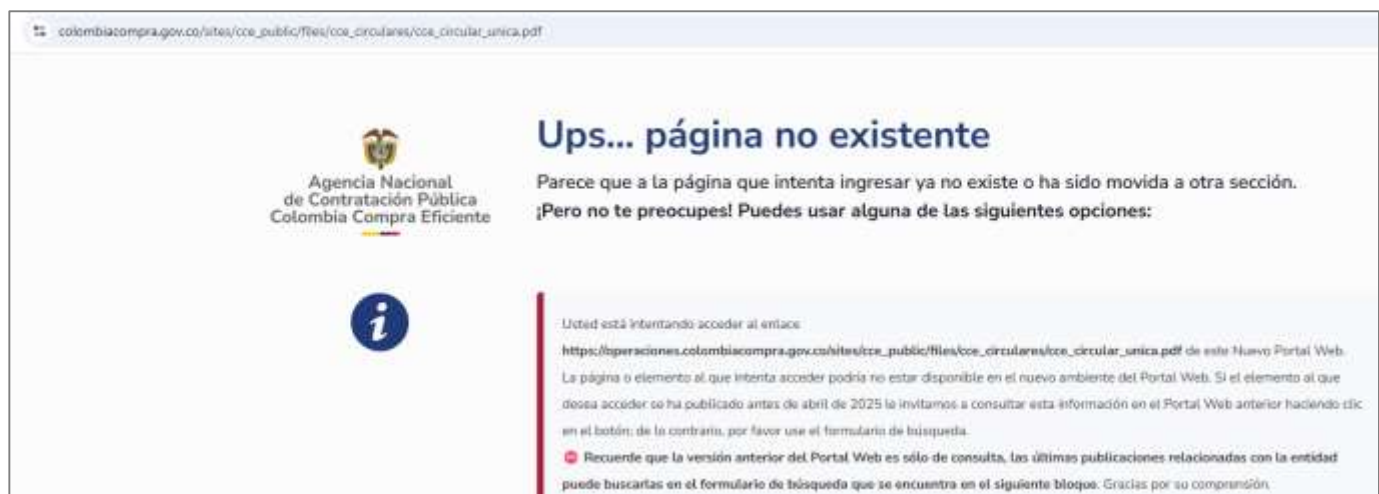 colombiacompra.gov.co/sites/cce_public/files/cce_circulares/cce_circular_unica.pdf
Ups... página no existente
Agencia Nacional
de Contratación Pública
Colombia Compra Eficiente
Parece que a la página que intenta ingresar ya no existe o ha sido movida a otra sección.
¡Pero no te preocupes! Puedes usar alguna de las siguientes opciones:
i
Usted está intentando acceder al enlace
https://operaciones.colombiacompra.gov.co/sites/cce_public/files/cce_circulares/cce_circular_unica.pdf de este Nuevo Portal Web.
La página o elemento al que intenta acceder podría no estar disponible en el nuevo ambiente del Portal Web. Si el elemento al que
desea acceder se ha publicado antes de abril de 2025 le invitamos a consultar esta información en el Portal Web anterior haciendo clic
en el botón; de lo contrario, por favor use el formulario de búsqueda.
Recuerde que la versión anterior del Portal Web es sólo de consulta, las últimas publicaciones relacionadas con la entidad
puede buscarlas en el formulario de búsqueda que se encuentra en el siguiente bloque. Gracias por su comprensión.